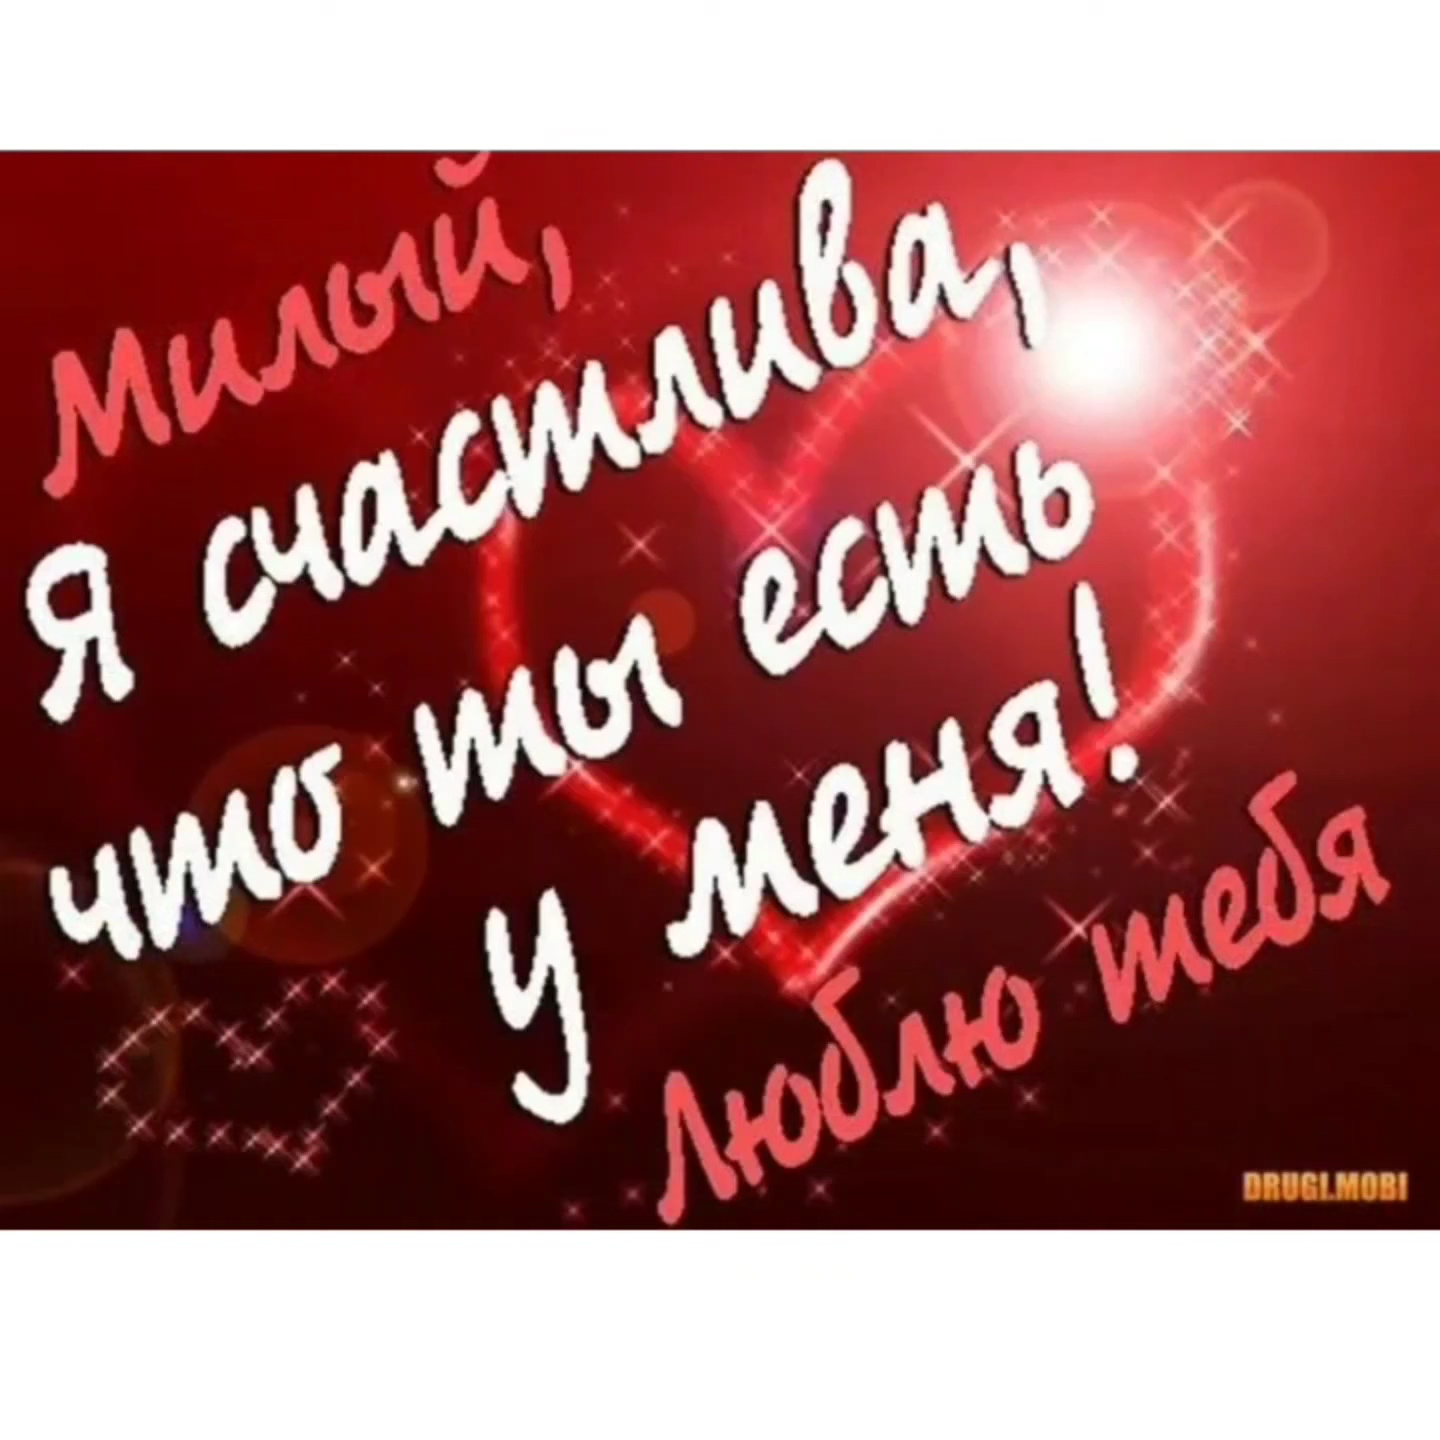 Милый,
Я счастлива,
что ты есть
у меня!
Люблю тебя
DRUGI.MOBI